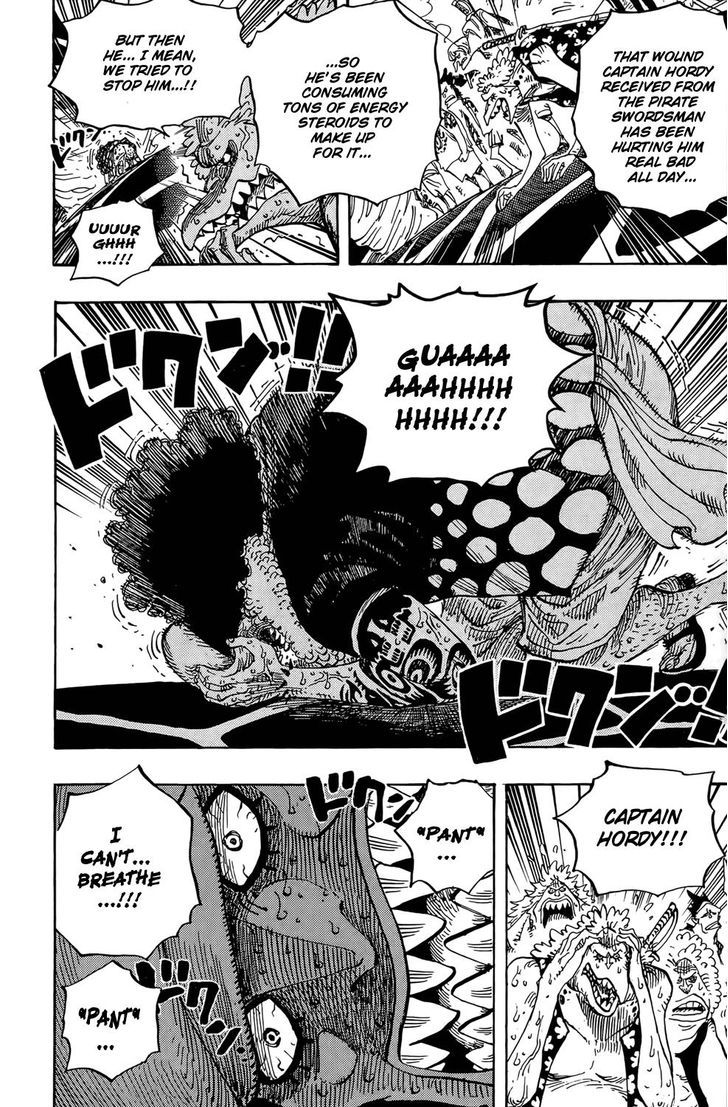 THAT WOUND
CAPTAIN HORDY
RECEIVED
FROM THE
PIRATE
SWORDSMAN
HAS BEEN
HURTING HIM
REAL BAD
ALL DAY...
...SO
HE'S BEEN
CONSUMING
TONS OF ENERGY
STEROIDS TO
MAKE UP
FOR IT...
BUT THEN
HE... I MEAN,
WE TRIED TO
STOP HIM...!!
ドクン
UUUUR
GHHH
...!!!
GUAAAA
AAAHHHH
HHHH!!!
ドクン!!
ドクン!!
CAPTAIN
HORDY!!!
*PANT*
...
ドクン
I
CAN'T...
BREATHE
...!!!
*PANT*
...
ドクン